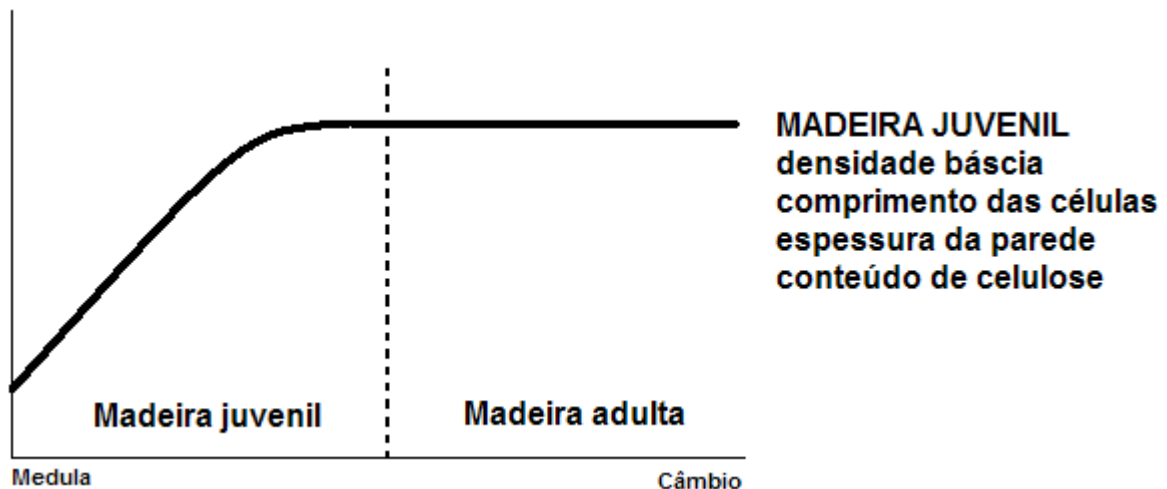 MADEIRA JUVENIL
densidade báscia
comprimento das células
espessura da parede
conteúdo de celulose
Madeira juvenil
Madeira adulta
Medula
Câmbio